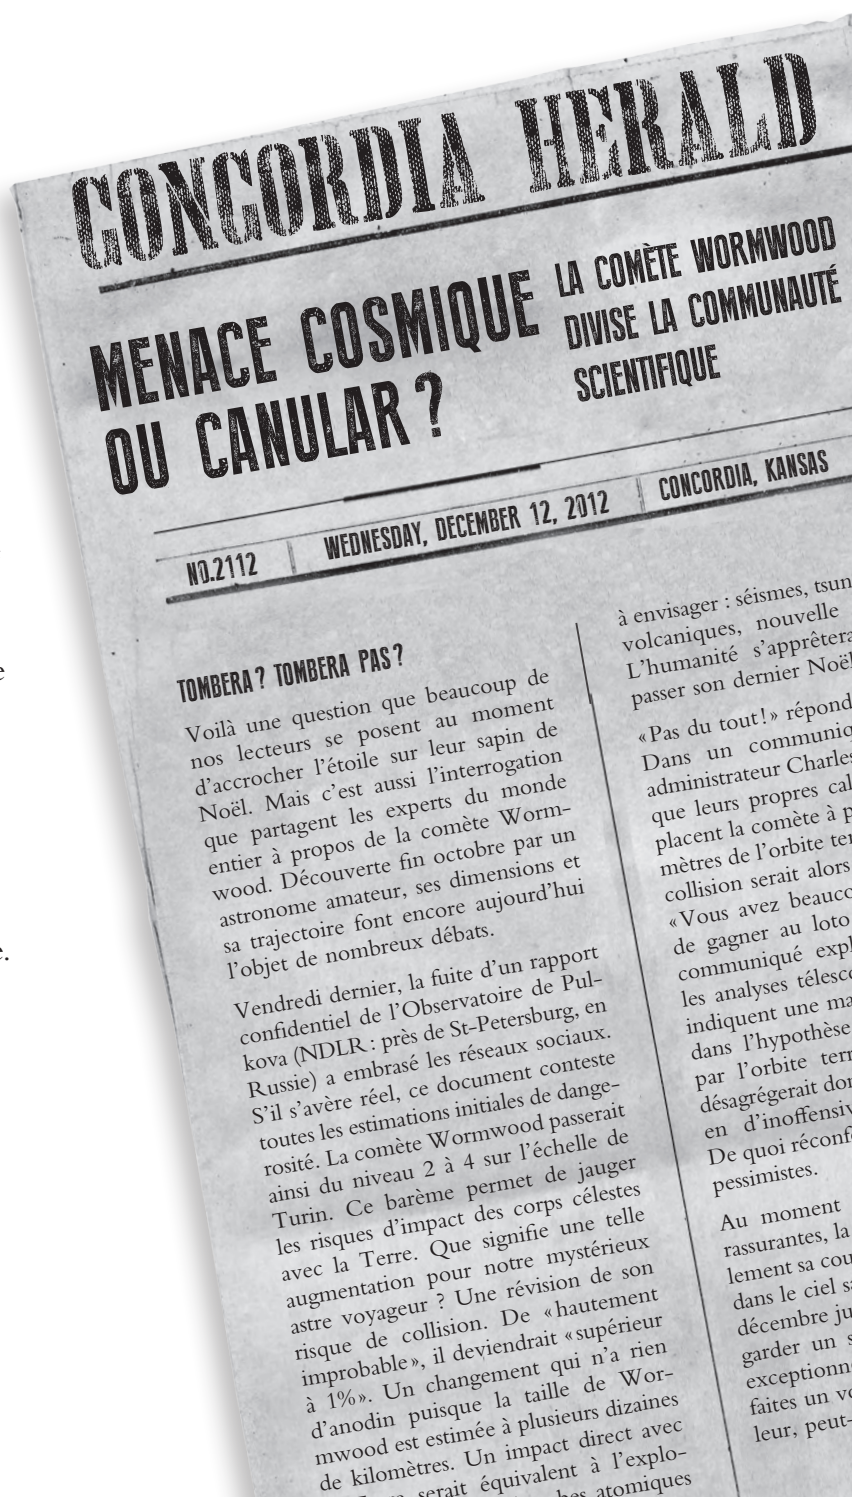 CONCORDIA HERALD
MENACE COSMIQUE
OU CANULAR ?
LA COMÈTE WORMWOOD
DIVISE LA COMMUNAUTÉ
SCIENTIFIQUE
NO.2112
WEDNESDAY, DECEMBER 12, 2012
CONCORDIA, KANSAS
TOMBERA ? TOMBERA PAS ?
Voilà une question que beaucoup de
nos lecteurs se posent au moment
d'accrocher l'étoile sur leur sapin de
Noël. Mais c'est aussi l'interrogation
que partagent les experts du monde
entier à propos de la comète Worm-
wood. Découverte fin octobre par un
astronome amateur, ses dimensions et
sa trajectoire font encore aujourd'hui
l'objet de nombreux débats.
Vendredi dernier, la fuite d'un rapport
confidentiel de l'Observatoire de Pul-
kova (NDLR : près de St-Petersburg, en
Russie) a embrasé les réseaux sociaux.
S'il s'avère réel, ce document conteste
toutes les estimations initiales de dange-
rosité. La comète Wormwood passerait
ainsi du niveau 2 à 4 sur l'échelle de
Turin. Ce barème permet de jauger
les risques d'impact des corps célestes
avec la Terre. Que signifie une telle
augmentation pour notre mystérieux
astre voyageur ? Une révision de son
risque de collision. De «hautement
improbable», il deviendrait «supérieur
à 1%». Un changement qui n'a rien
d'anodin puisque la taille de Wor-
mwood est estimée à plusieurs dizaines
de kilomètres. Un impact direct avec
serait équivalent à l'explo-
atomiques
à envisager : séismes, tsun
volcaniques, nouvelle
L'humanité s'apprêtera
passer son dernier Noël
«Pas du tout!» répond
Dans un communiq
administrateur Charles
que leurs propres cal
placent la comète à p
mètres de l'orbite ter
collision serait alors
«Vous avez beauco
de gagner au loto
communiqué expl
les analyses télesco
indiquent une ma
dans l'hypothèse
par l'orbite terr
désagrégerait don
en d'inoffensiv
De quoi réconf
pessimistes.
Au moment
rassurantes, la
lement sa cou
dans le ciel sa
décembre ju
garder un s
exceptionn
faites un vo
leur, peut-